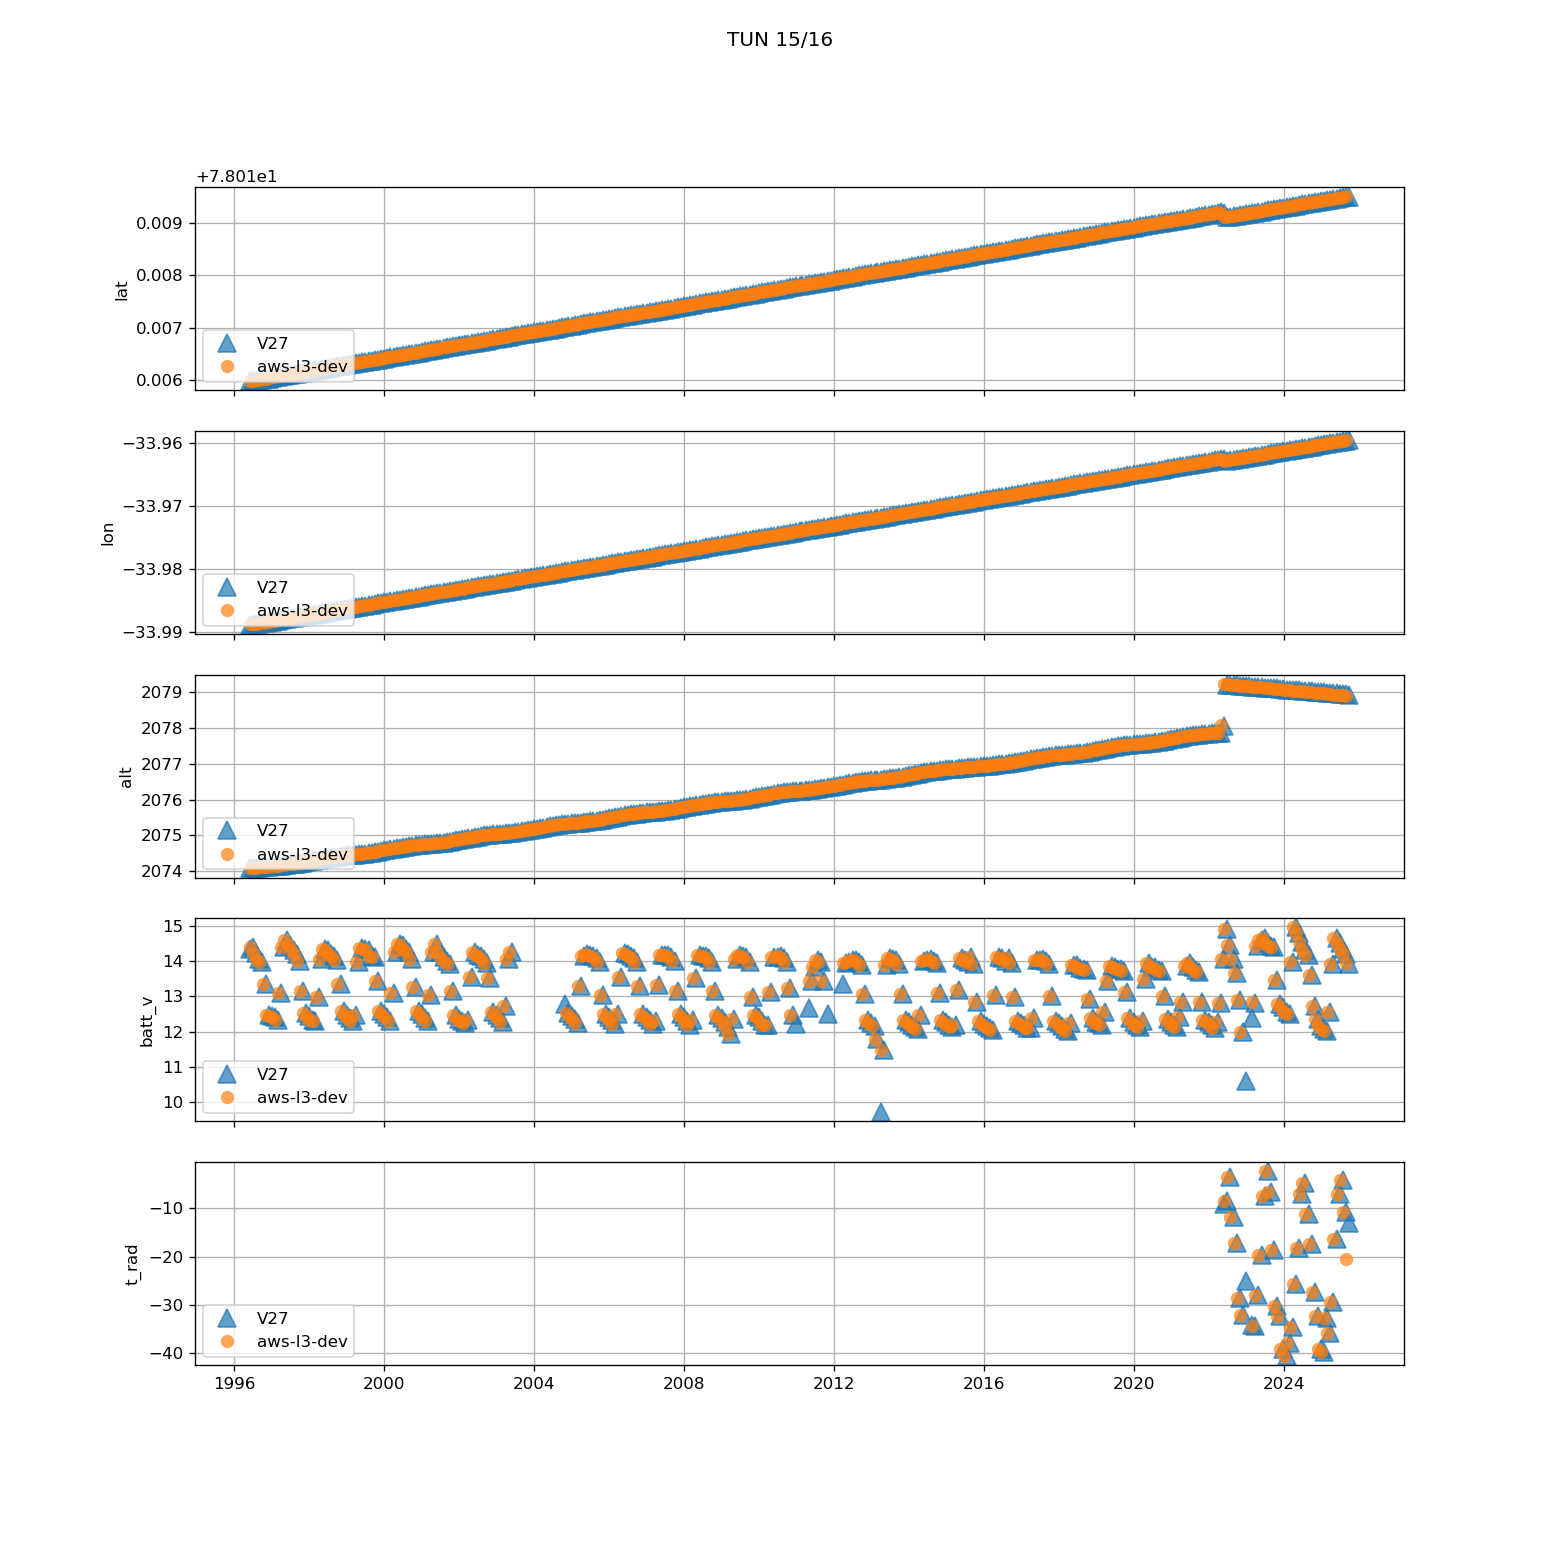 TUN 15/16
+7.801e1
0.009
0.008
0.007
0.006
lat
V27
aws-l3-dev
−33.96
−33.97
−33.98
−33.99
lon
V27
aws-l3-dev
2079
2078
2077
2076
2075
2074
alt
V27
aws-l3-dev
15
14
13
12
11
10
batt_v
V27
aws-l3-dev
−10
−20
−30
−40
t_rad
V27
aws-l3-dev
1996 2000 2004 2008 2012 2016 2020 2024